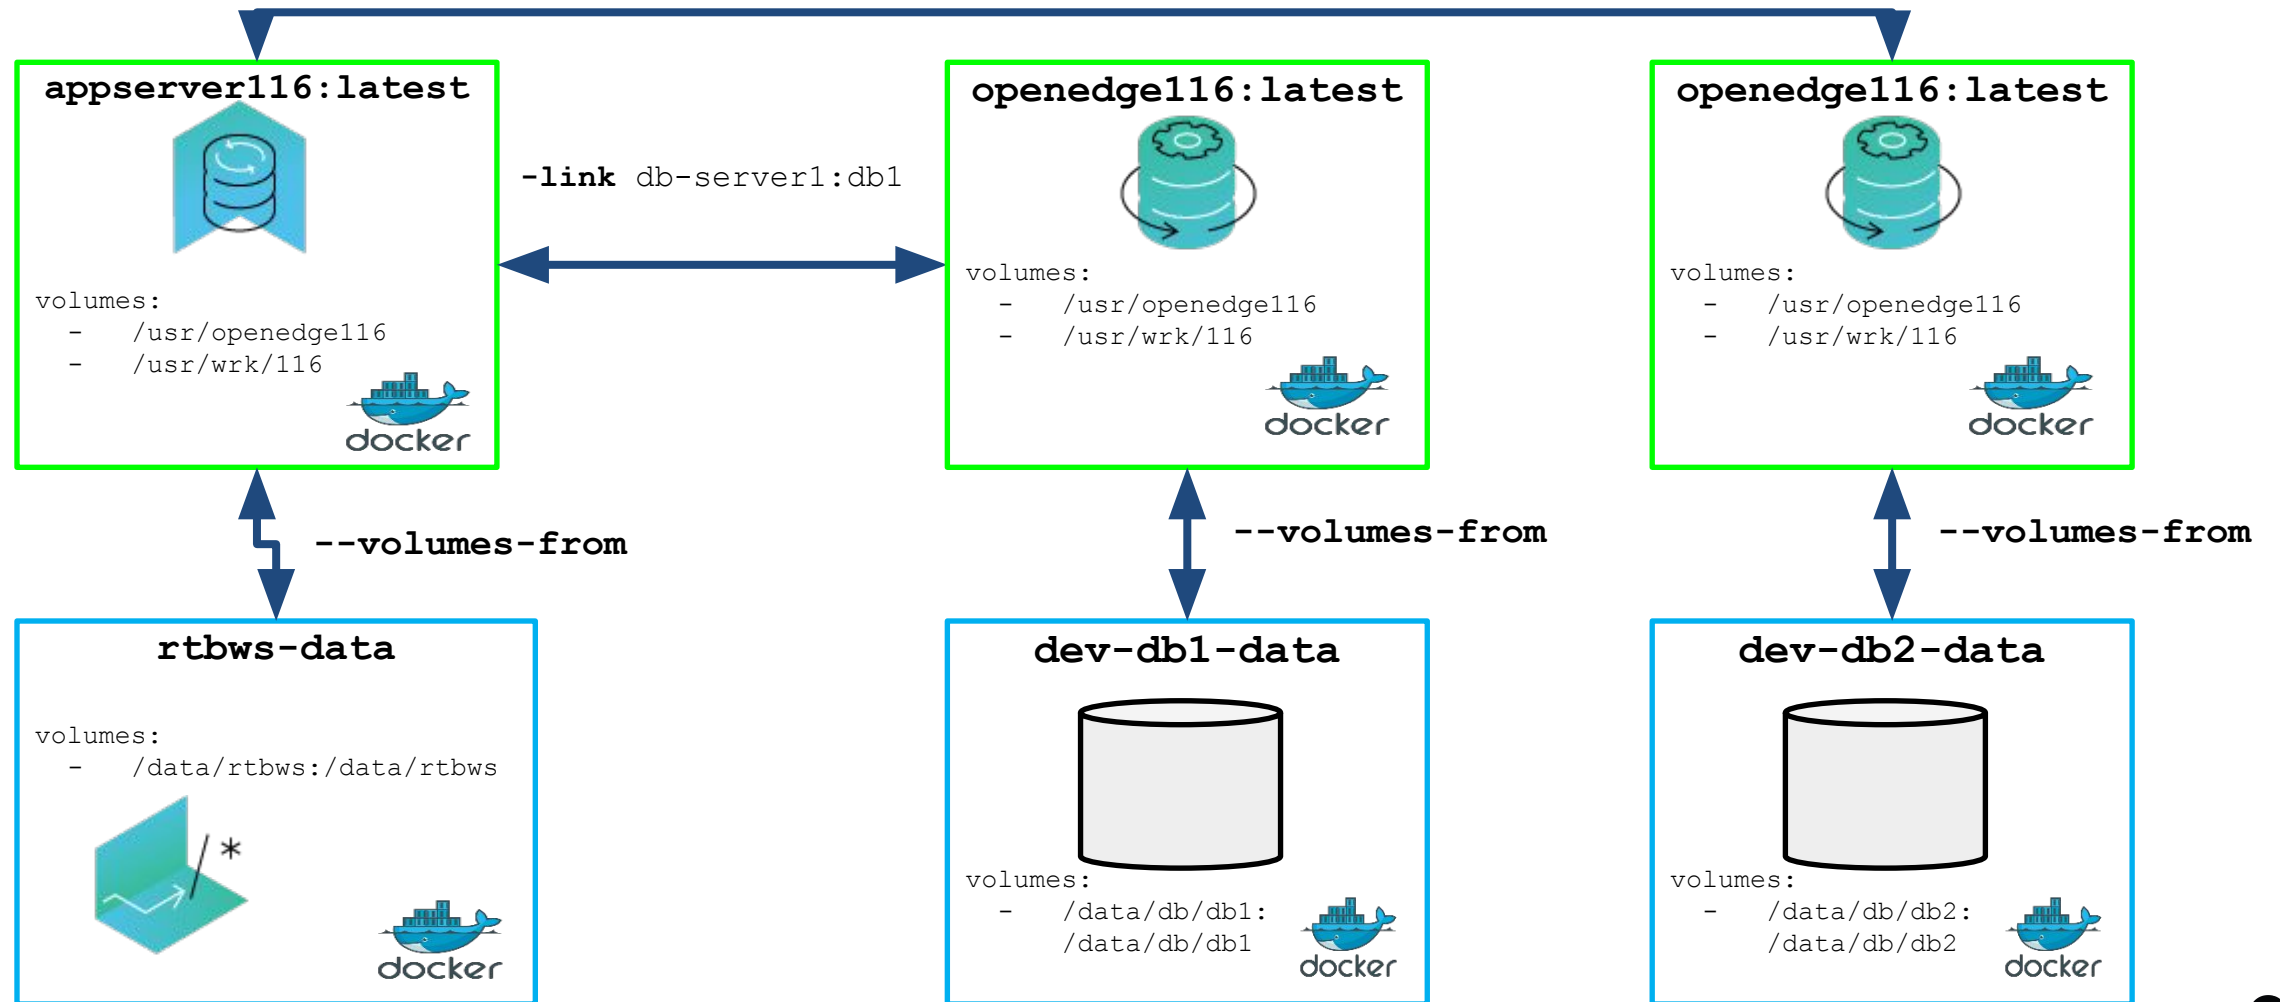 appserver116:latest
volumes:
- /usr/openedge116
- /usr/wrk/116
docker
-link db-server1:db1
openedge116:latest
volumes:
- /usr/openedge116
- /usr/wrk/116
docker
openedge116:latest
volumes:
- /usr/openedge116
- /usr/wrk/116
docker
--volumes-from
--volumes-from
--volumes-from
rtbws-data
volumes:
- /data/rtbws:/data/rtbws
/*
docker
dev-db1-data
volumes:
- /data/db/db1:
/data/db/db1
docker
dev-db2-data
volumes:
- /data/db/db2:
/data/db/db2
docker